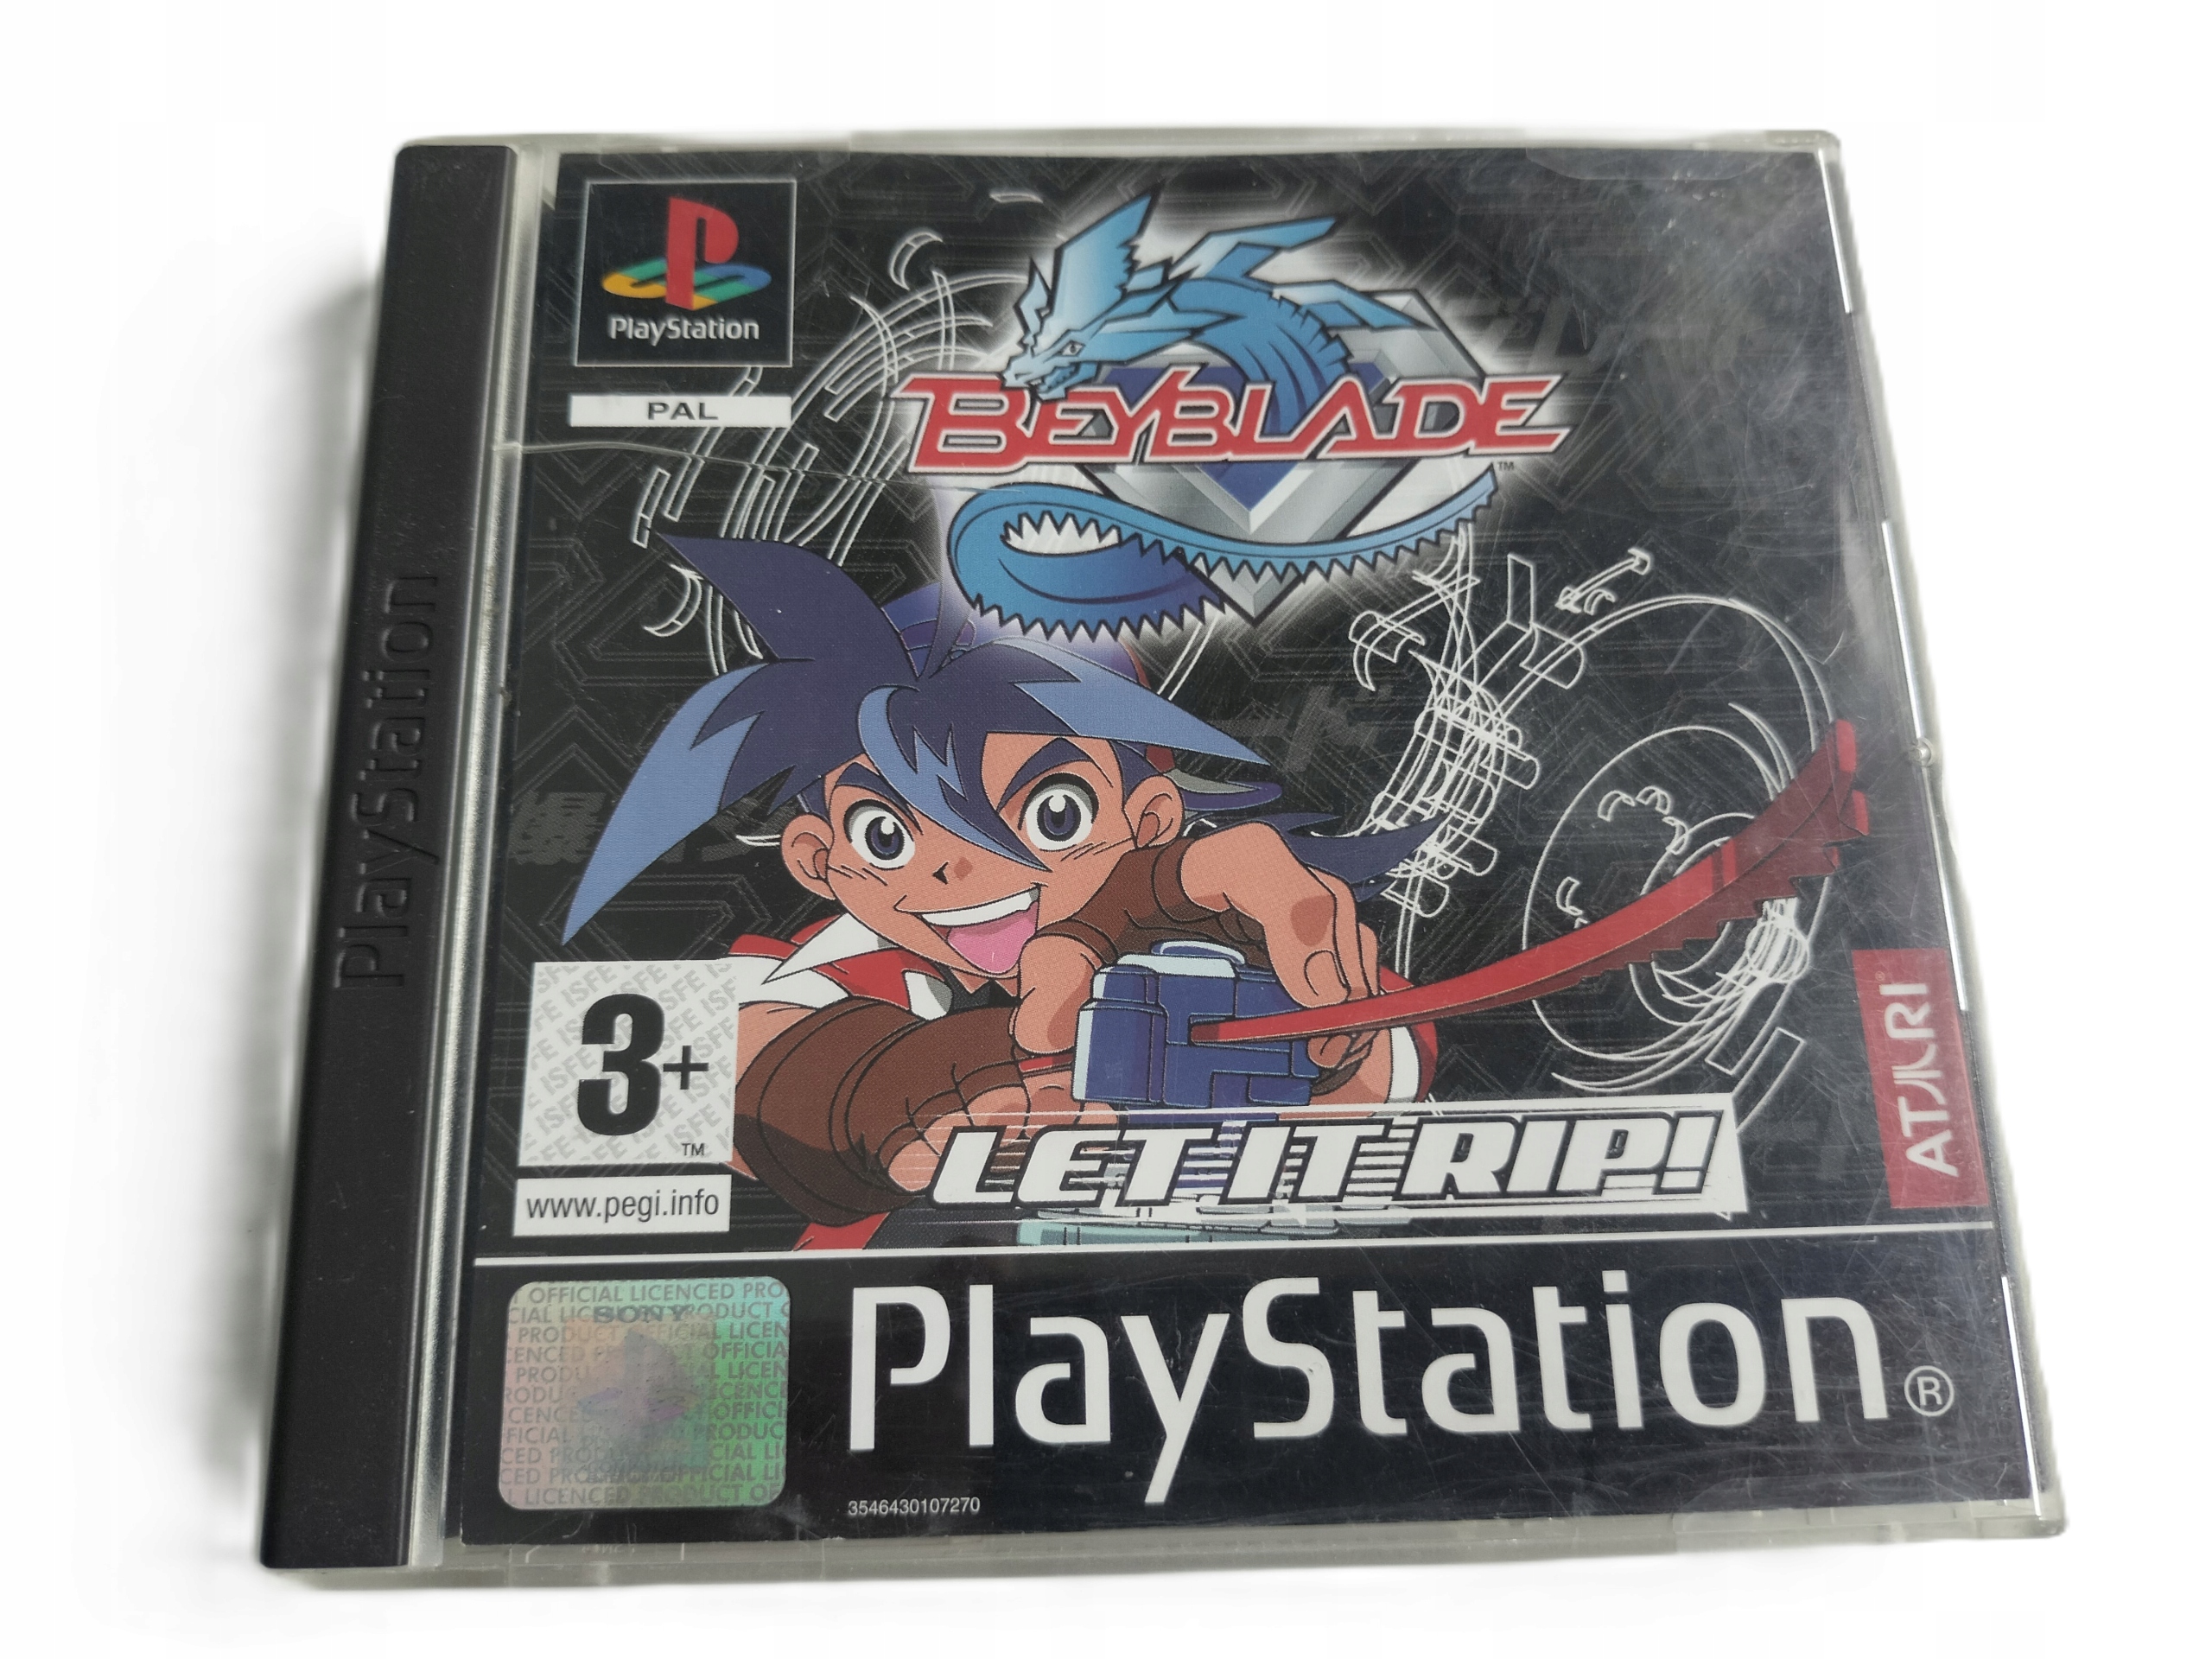 PlayStation
PlayStation
PAL
BEYBLADE
TM
3+
TM
www.pegi.info
LET IT RIP!
ATARI
SONY
OFFICIAL LICENCED PRODUCT
PlayStation®
3546430107270